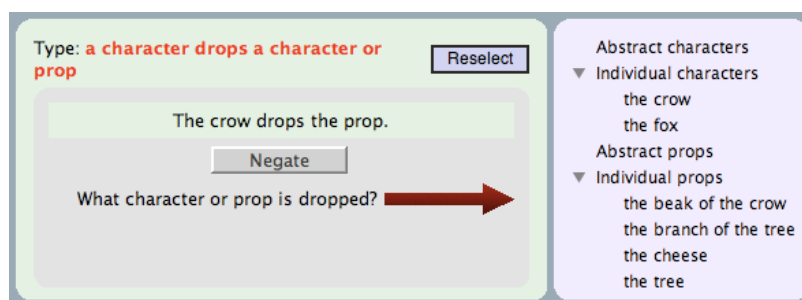 Type: a character drops a character or
prop
Reselect
The crow drops the prop.
Negate
What character or prop is dropped?
Abstract characters
Individual characters
the crow
the fox
Abstract props
Individual props
the beak of the crow
the branch of the tree
the cheese
the tree